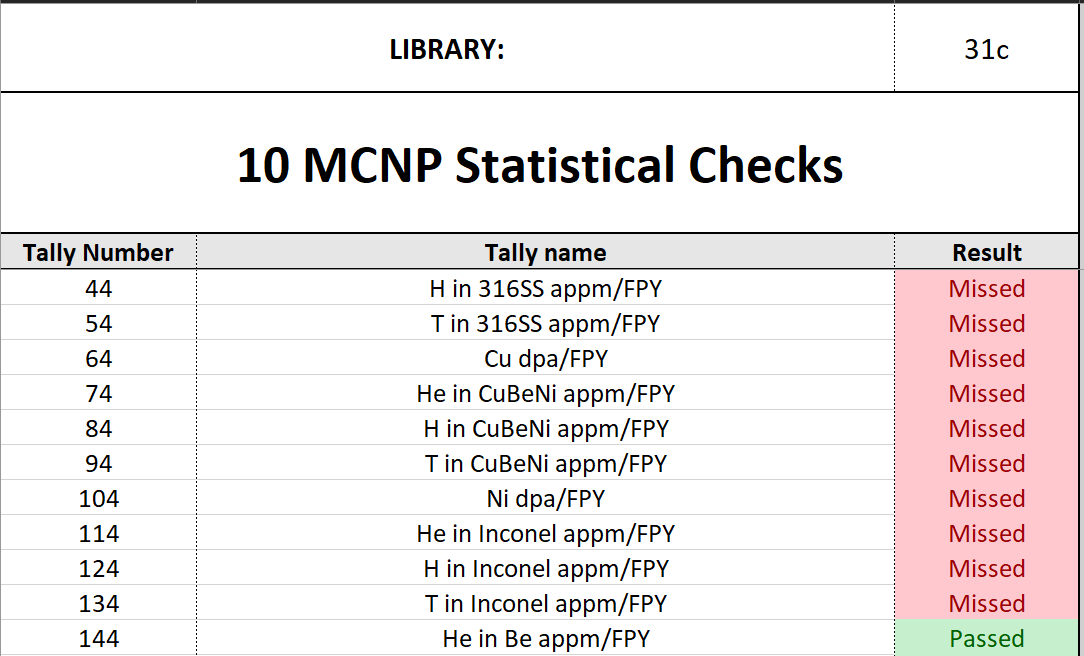 LIBRARY: 31c
10 MCNP Statistical Checks
Tally Number Tally name Result
44 H in 316SS appm/FPY Missed
54 T in 316SS appm/FPY Missed
64 Cu dpa/FPY Missed
74 He in CuBeNi appm/FPY Missed
84 H in CuBeNi appm/FPY Missed
94 T in CuBeNi appm/FPY Missed
104 Ni dpa/FPY Missed
114 He in Inconel appm/FPY Missed
124 H in Inconel appm/FPY Missed
134 T in Inconel appm/FPY Missed
144 He in Be appm/FPY Passed